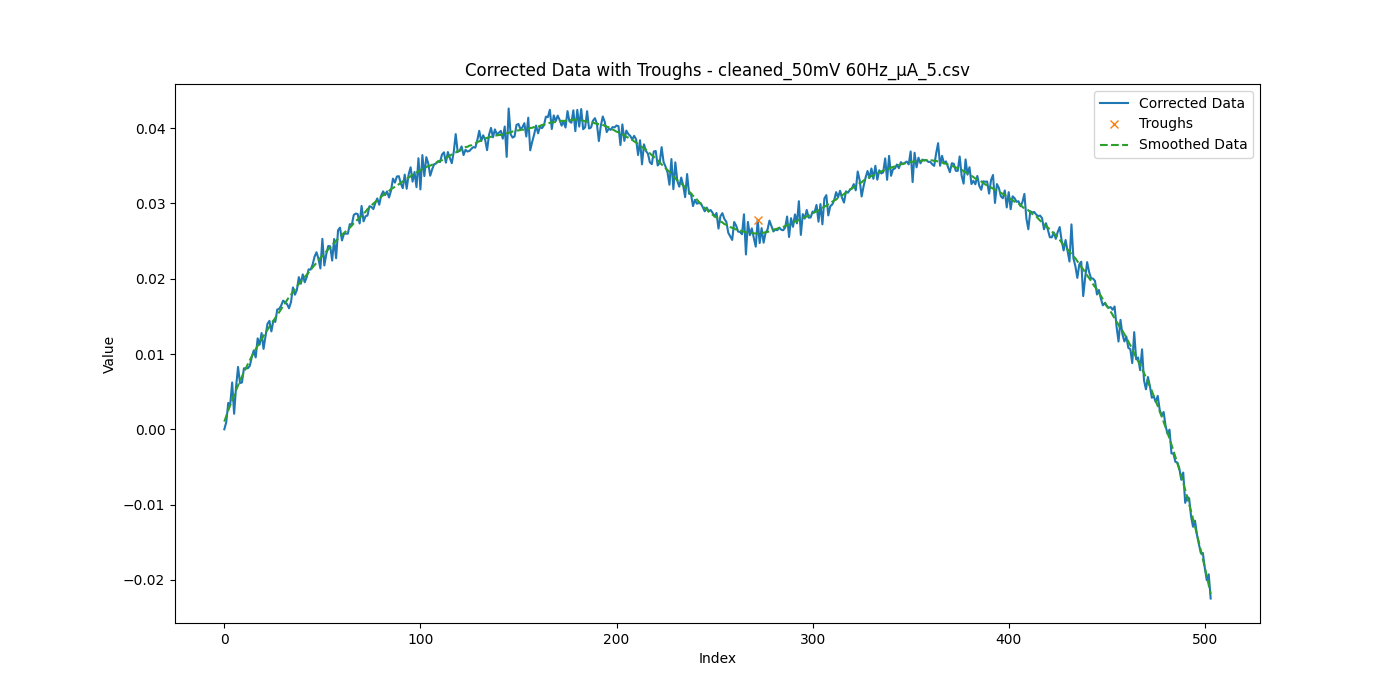 Corrected Data with Troughs - cleaned_50mV 60Hz_µA_5.csv
Corrected Data
Troughs
Smoothed Data
Value
0.04
0.03
0.02
0.01
0.00
−0.01
−0.02
0 100 200 300 400 500
Index